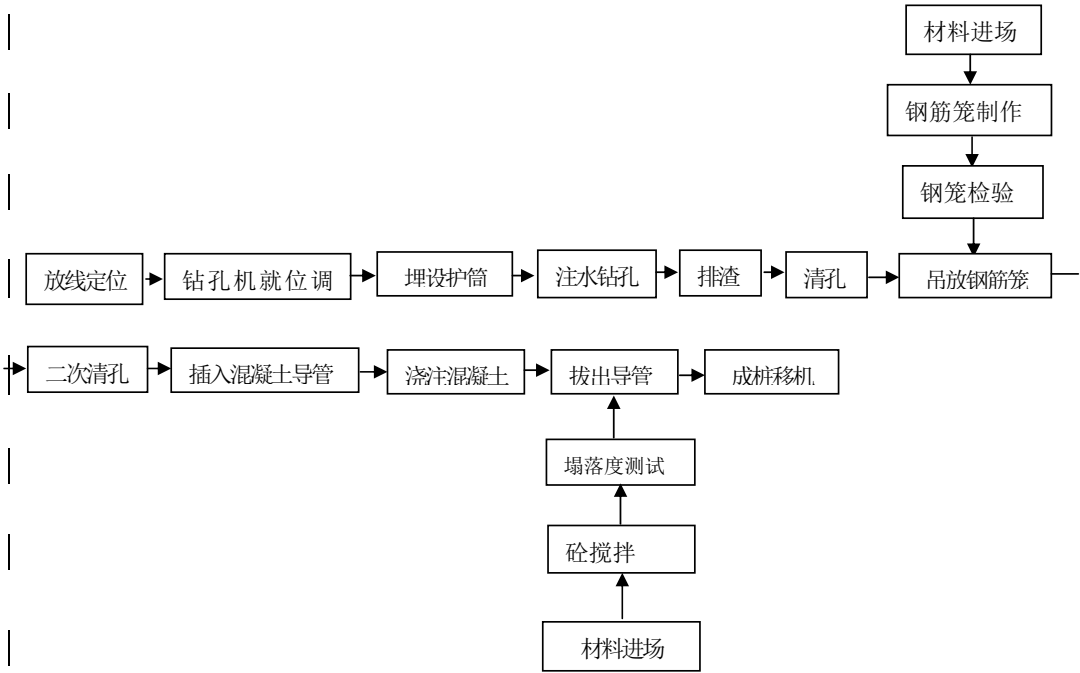 材料进场
钢筋笼制作
钢笼检验
放线定位
钻孔机就位调
埋设护筒
注水钻孔
排渣
清孔
吊放钢筋笼
二次清孔
插入混凝土导管
浇注混凝土
拔出导管
成桩移机
塌落度测试
砼搅拌
材料进场